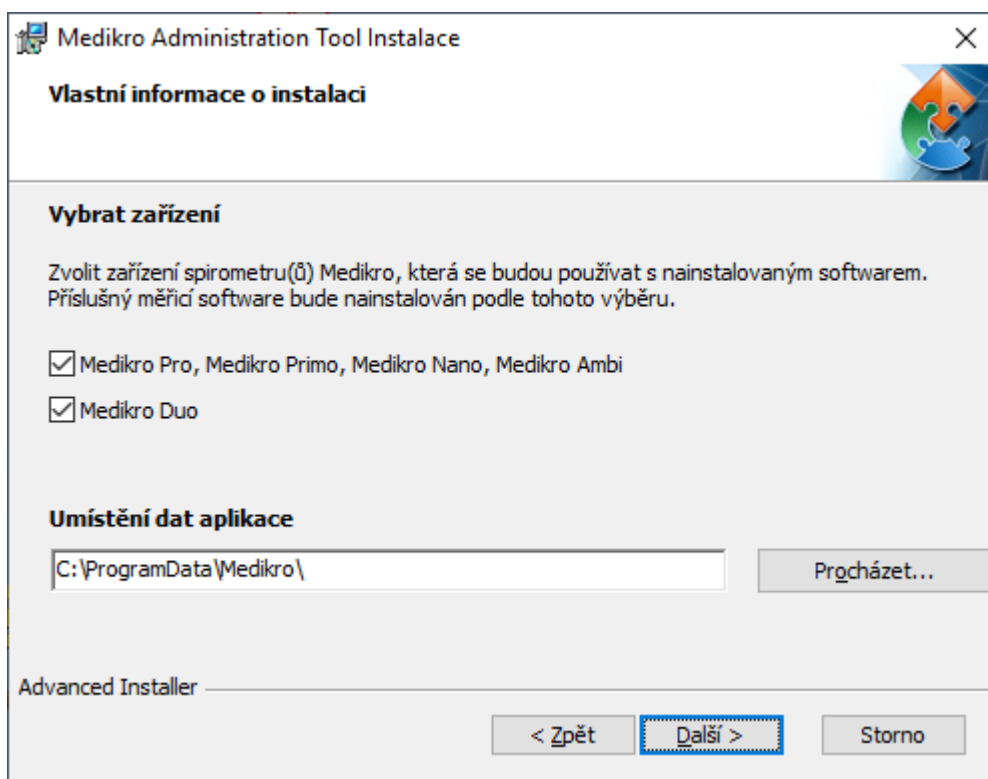 Medikro Administration Tool Instalace
Vlastní informace o instalaci
Vybrat zařízení
Zvolit zařízení spirometru(ů) Medikro, která se budou používat s nainstalovaným softwarem.
Příslušný měřicí software bude nainstalován podle tohoto výběru.
Medikro Pro, Medikro Primo, Medikro Nano, Medikro Ambi
Medikro Duo
Umístění dat aplikace
C:\ProgramData\Medikro\
Procházet...
Advanced Installer
< Zpět
Další >
Storno